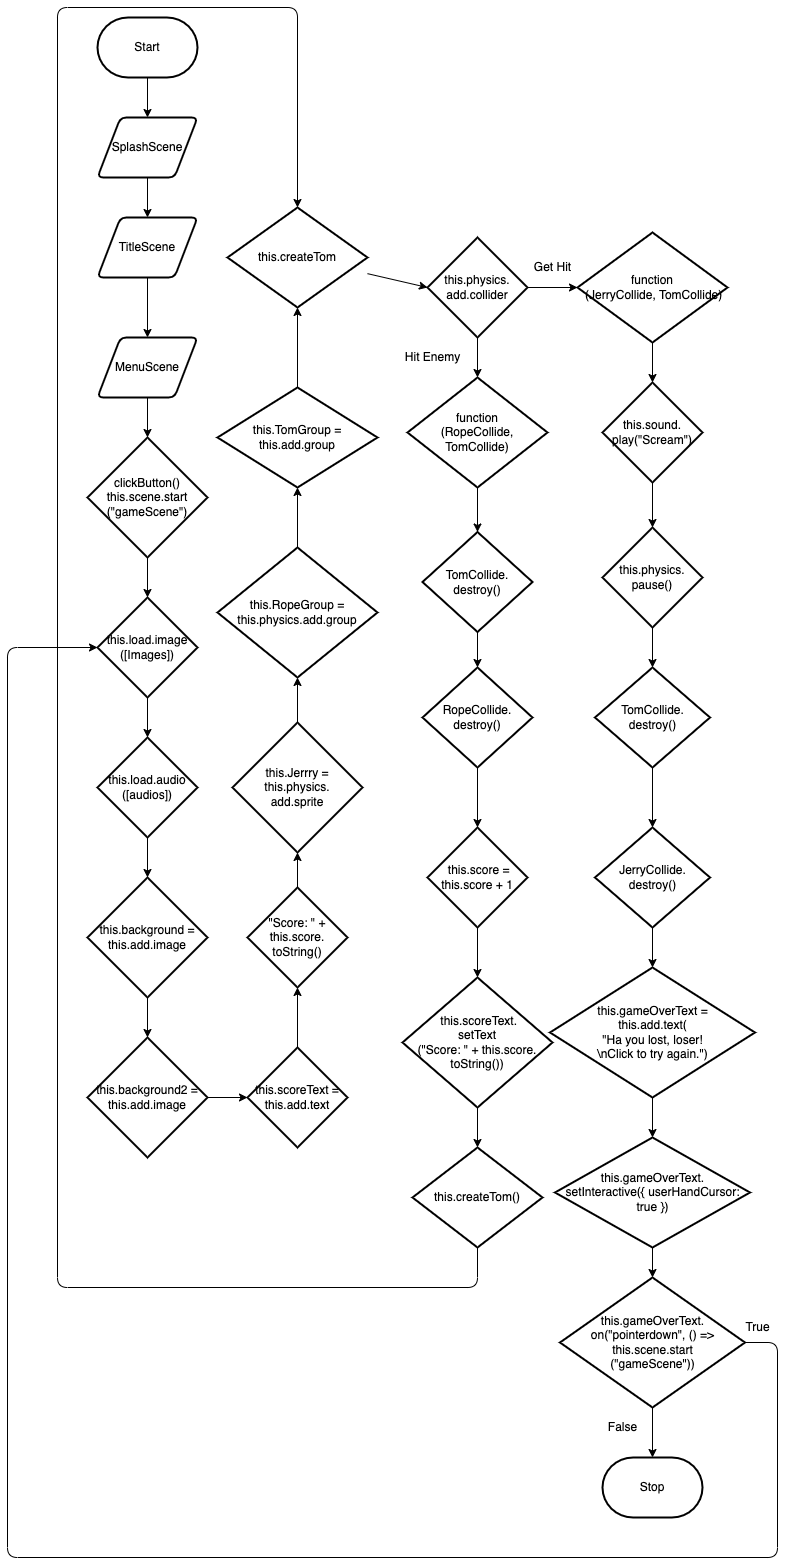 Start
SplashScene
TitleScene
MenuScene
clickButton()
this.scene.start
("gameScene")
this.load.image
([Images])
this.load.audio
([audios])
this.background =
this.add.image
this.background2 =
this.add.image
this.scoreText =
this.add.text
"Score: " +
this.score.
toString()
this.Jerrry =
this.physics.
add.sprite
this.RopeGroup =
this.physics.add.group
this.TomGroup =
this.add.group
this.createTom
this.physics.
add.collider
Hit Enemy
function
(RopeCollide,
TomCollide)
TomCollide.
destroy()
RopeCollide.
destroy()
this.score =
this.score + 1
this.scoreText.
setText
("Score: " + this.score.
toString())
this.createTom()
Get Hit
function
(JerryCollide, TomCollide)
this.sound.
play("Scream")
this.physics.
pause()
TomCollide.
destroy()
JerryCollide.
destroy()
this.gameOverText =
this.add.text(
"Ha you lost, loser!
\nClick to try again.")
this.gameOverText.
setInteractive({ userHandCursor:
true })
this.gameOverText.
on("pointerdown", () =>
this.scene.start
("gameScene"))
True
False
Stop